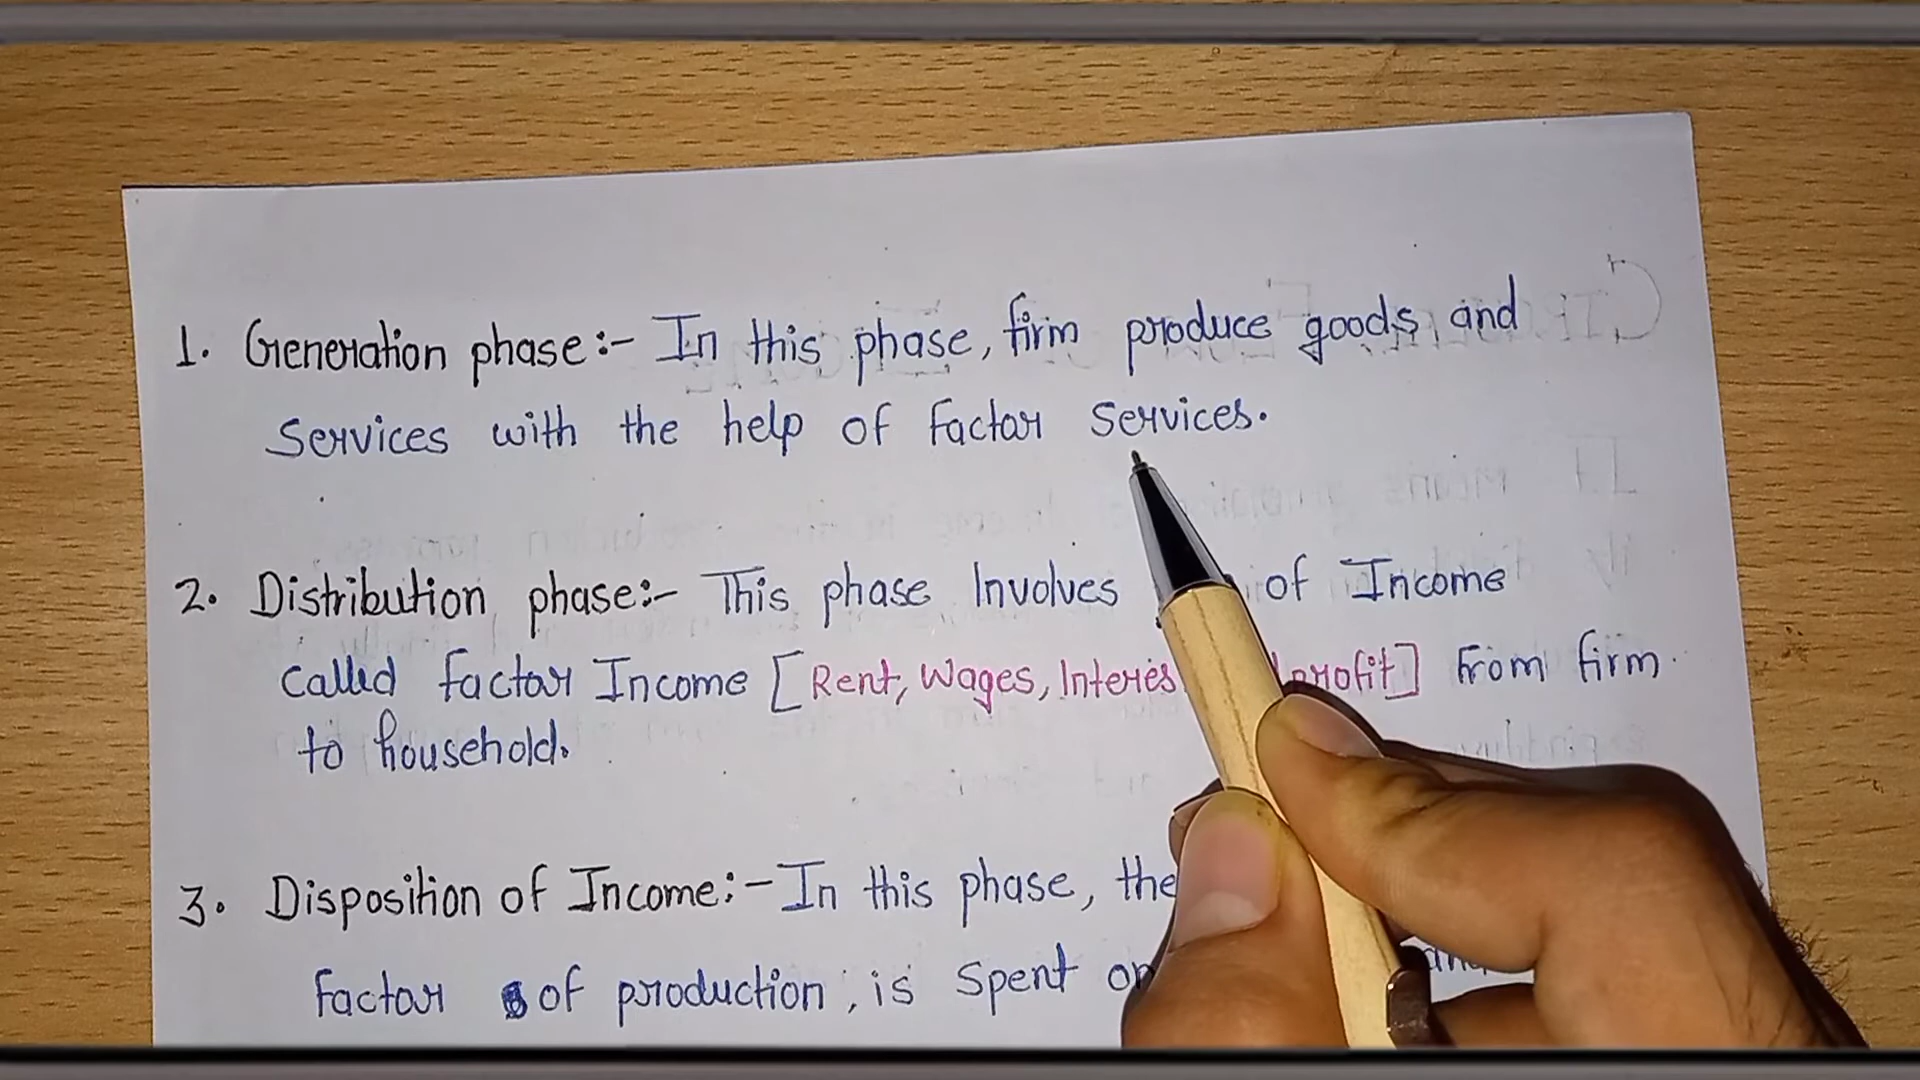 1. Generation phase:- In this phase, firm produce goods and
Services with the help of factor Services.
2. Distribution phase:- This phase Involves of Income
called factor Income [Rent, Wages, Interes profit] From firm
to household.
3. Disposition of Income:- In this phase, the
factor of production, is Spent on